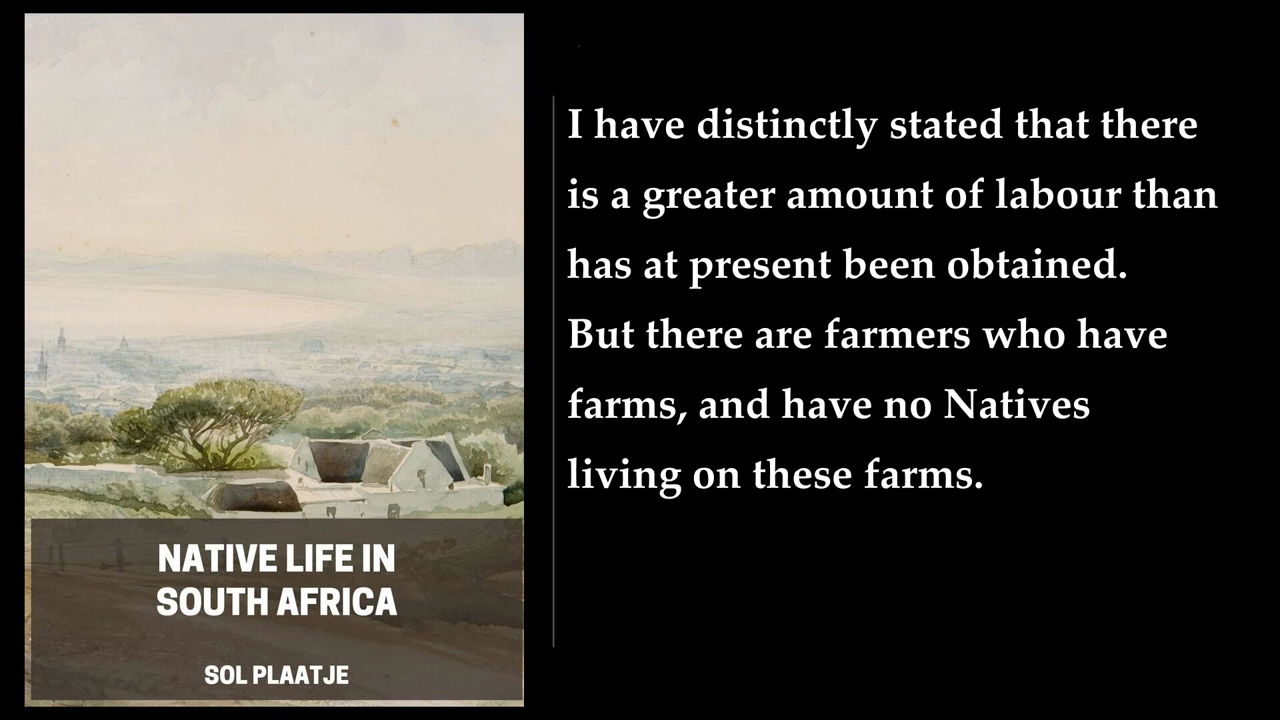 NATIVE LIFE IN
SOUTH AFRICA
SOL PLAATJE
I have distinctly stated that there
is a greater amount of labour than
has at present been obtained.
But there are farmers who have
farms, and have no Natives
living on these farms.